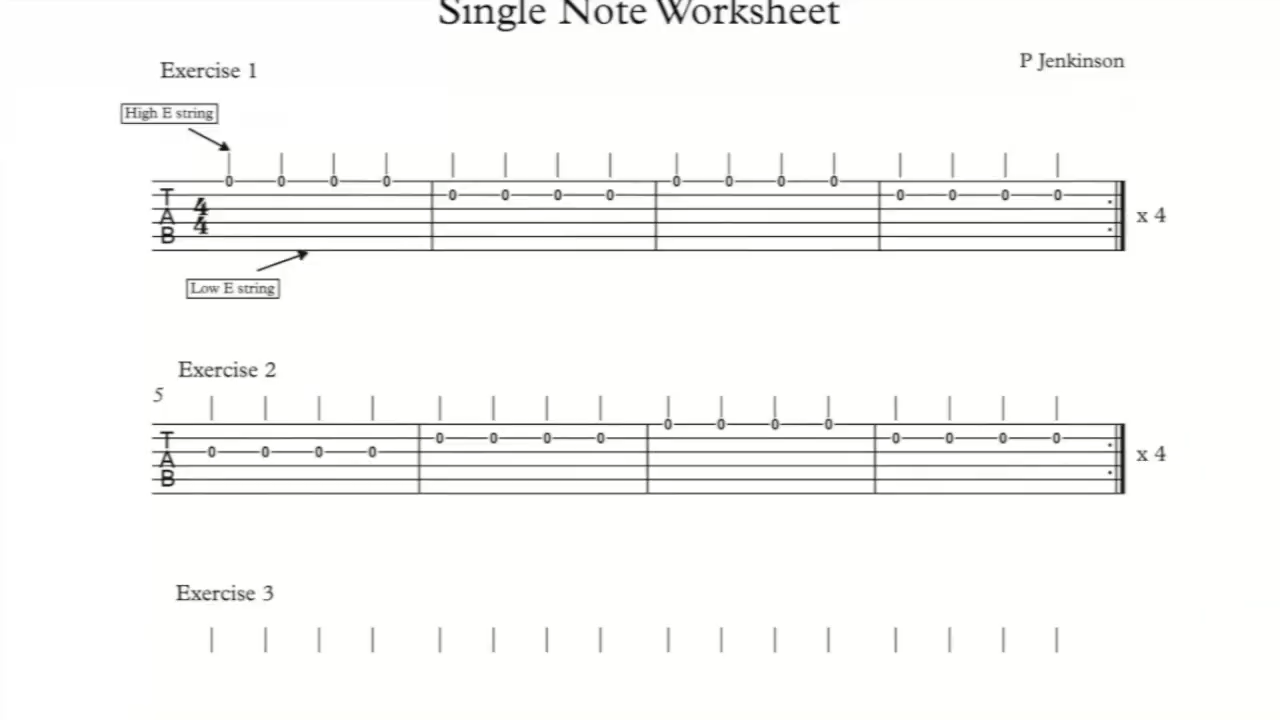 Single Note Worksheet
P Jenkinson
Exercise 1
High E string
0 0 0 0 0 0 0 0 0 0 0 0 0 0 0 0
T
A
B
4
4
x 4
Low E string
Exercise 2
5
0 0 0 0 0 0 0 0 0 0 0 0 0 0 0 0
T
A
B
x 4
Exercise 3